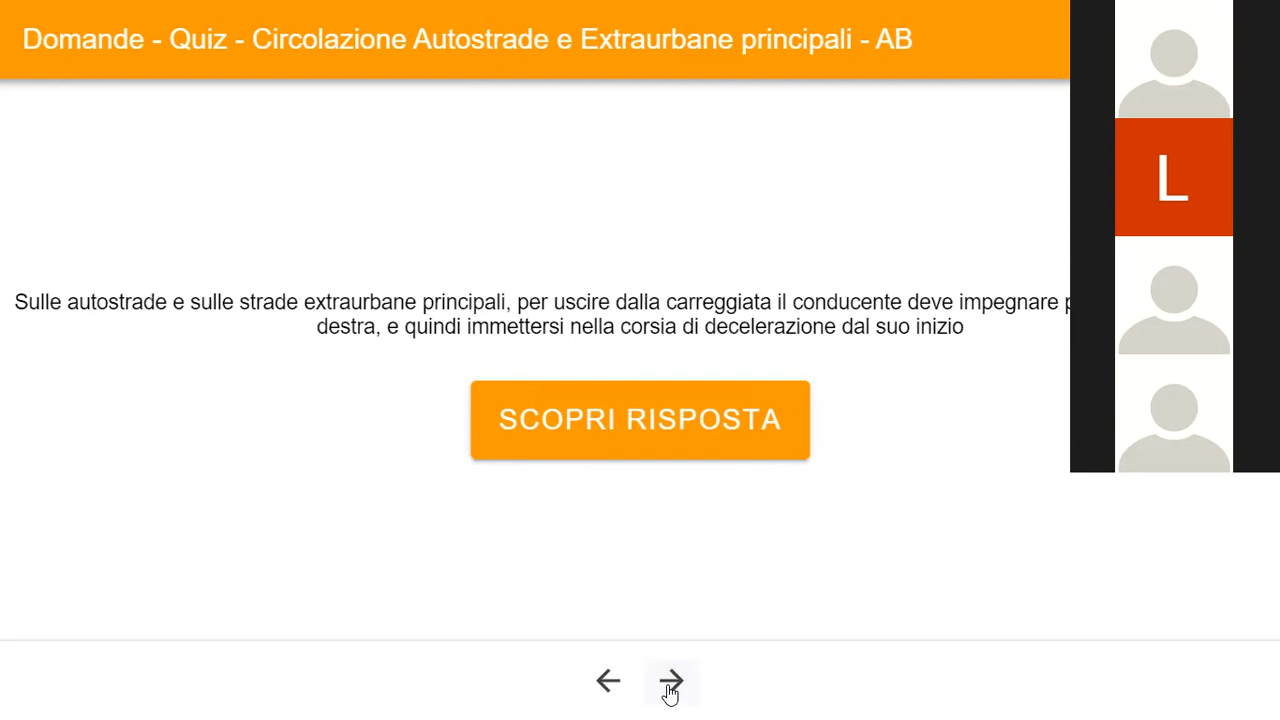 Domande - Quiz - Circolazione Autostrade e Extraurbane principali - AB
L
Sulle autostrade e sulle strade extraurbane principali, per uscire dalla carreggiata il conducente deve impegnare
destra, e quindi immettersi nella corsia di decelerazione dal suo inizio
SCOPRI RISPOSTA